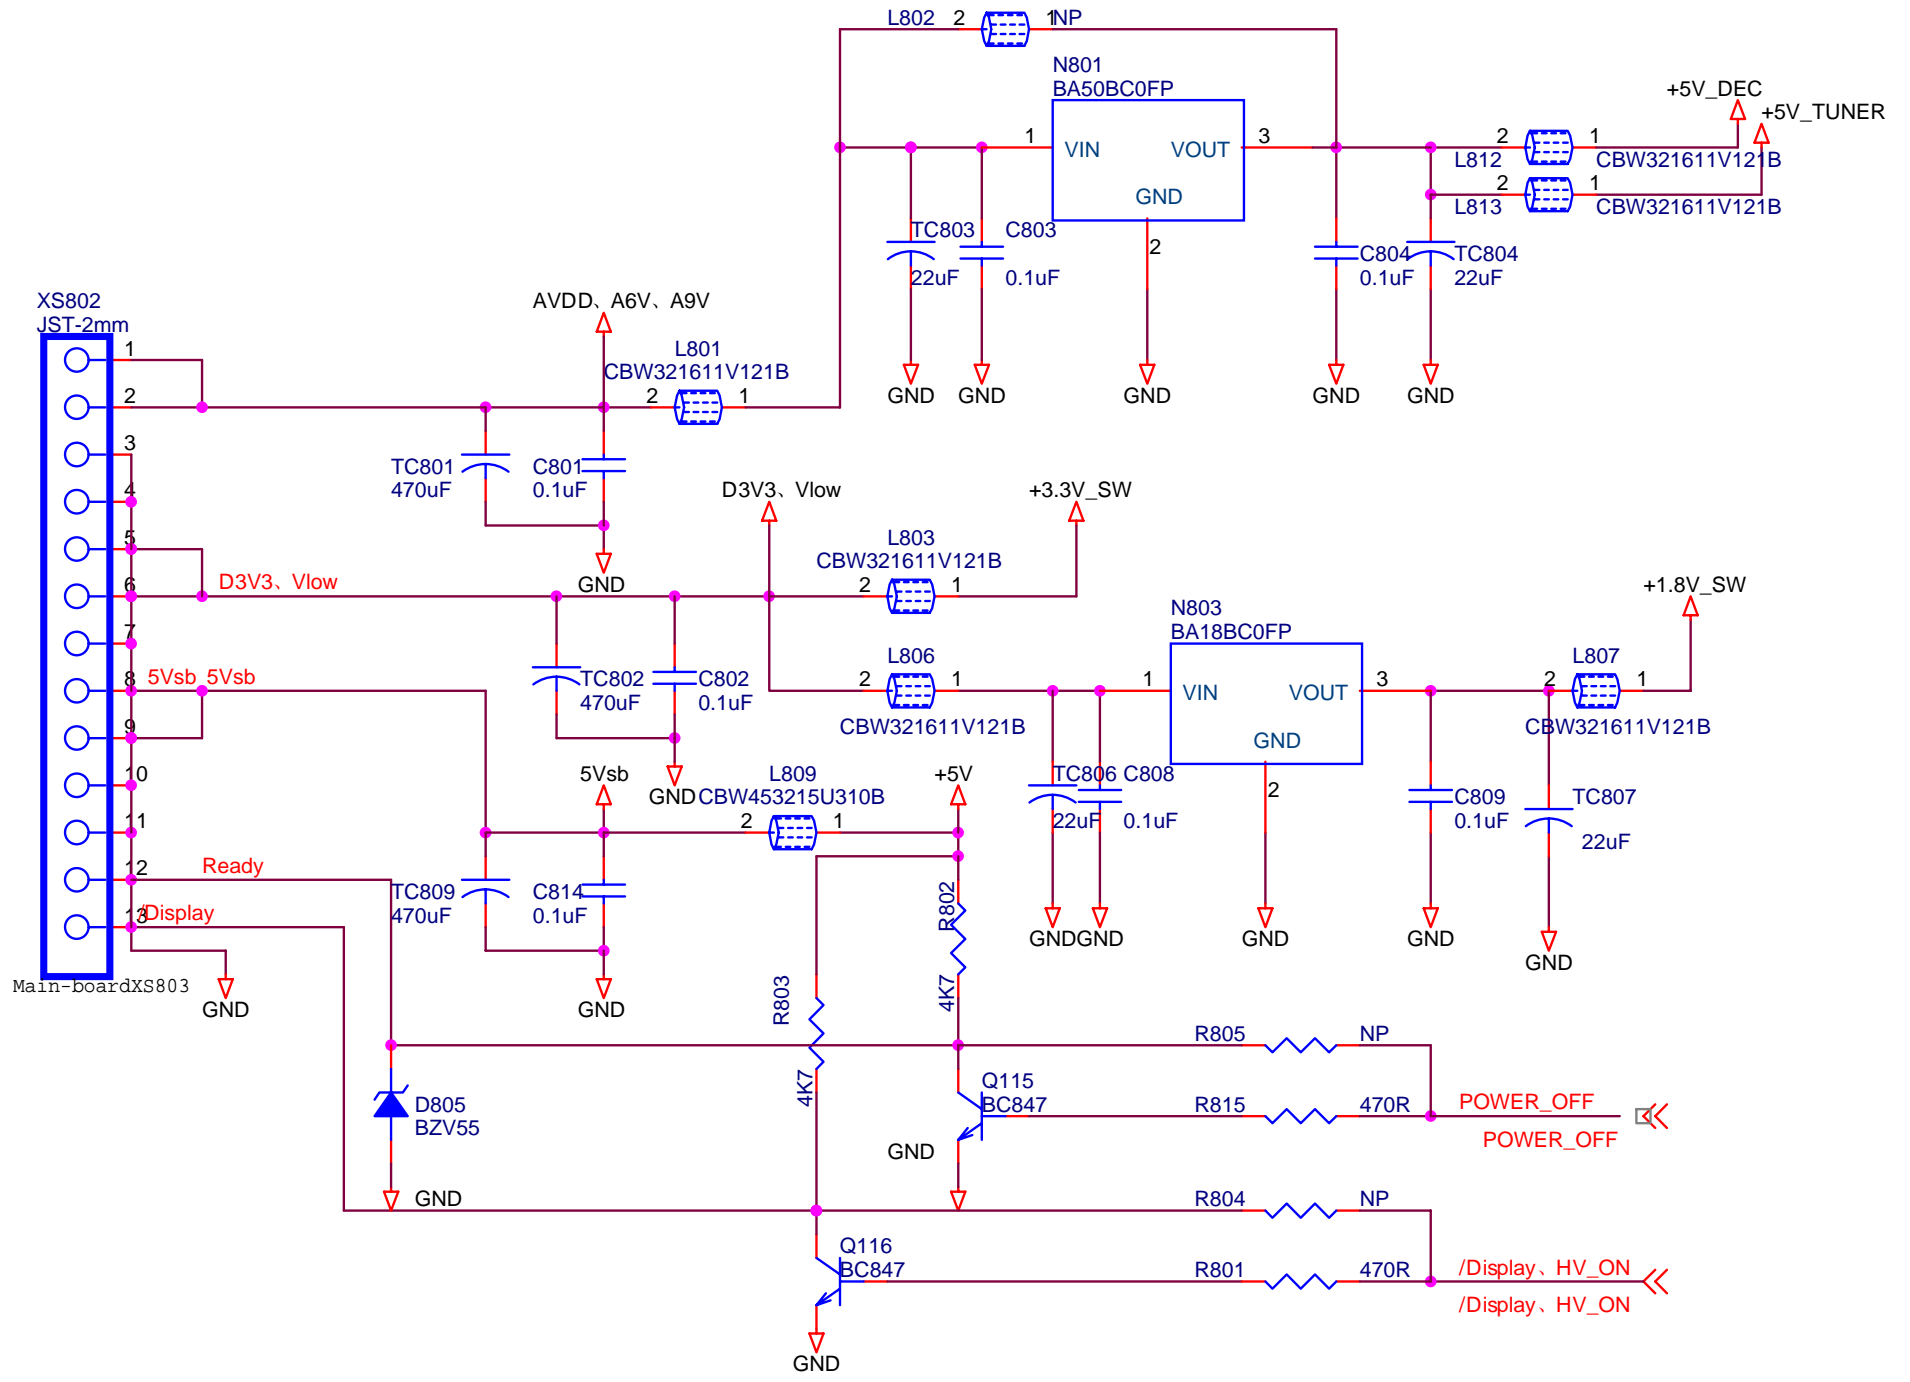 L802 2 1 NP
N801
BA50BC0FP
1 VIN VOUT 3
GND
2
+5V_DEC
+5V_TUNER
2 1
L812 CBW321611V121B
2 1
L813 CBW321611V121B
TC803
22uF
C803
0.1uF
C804
0.1uF
TC804
22uF
GND GND GND GND GND
XS802
JST-2mm
1
2
3
4
5
6
7
8
9
10
11
12
13
Main-boardXS803
GND
AVDD、A6V、A9V
L801
CBW321611V121B
2 1
TC801
470uF
C801
0.1uF
GND
D3V3、Vlow
D3V3、Vlow
+3.3V_SW
L803
CBW321611V121B
2 1
TC802
470uF
C802
0.1uF
GND
L806
2 1
CBW321611V121B
N803
BA18BC0FP
1 VIN VOUT 3
GND
2
+1.8V_SW
L807
2 1
CBW321611V121B
TC806
22uF
C808
0.1uF
C809
0.1uF
TC807
22uF
GND GND GND GND GND
5Vsb 5Vsb
5Vsb
L809
CBW453215U310B
2 1
+5V
TC809
470uF
C814
0.1uF
GND
Ready
/Display
R802
4K7
R803
4K7
D805
BZV55
GND
Q115
BC847
GND
R805 NP
R815 470R
POWER_OFF
POWER_OFF
R804 NP
Q116
BC847
GND
R801 470R
/Display、HV_ON
/Display、HV_ON